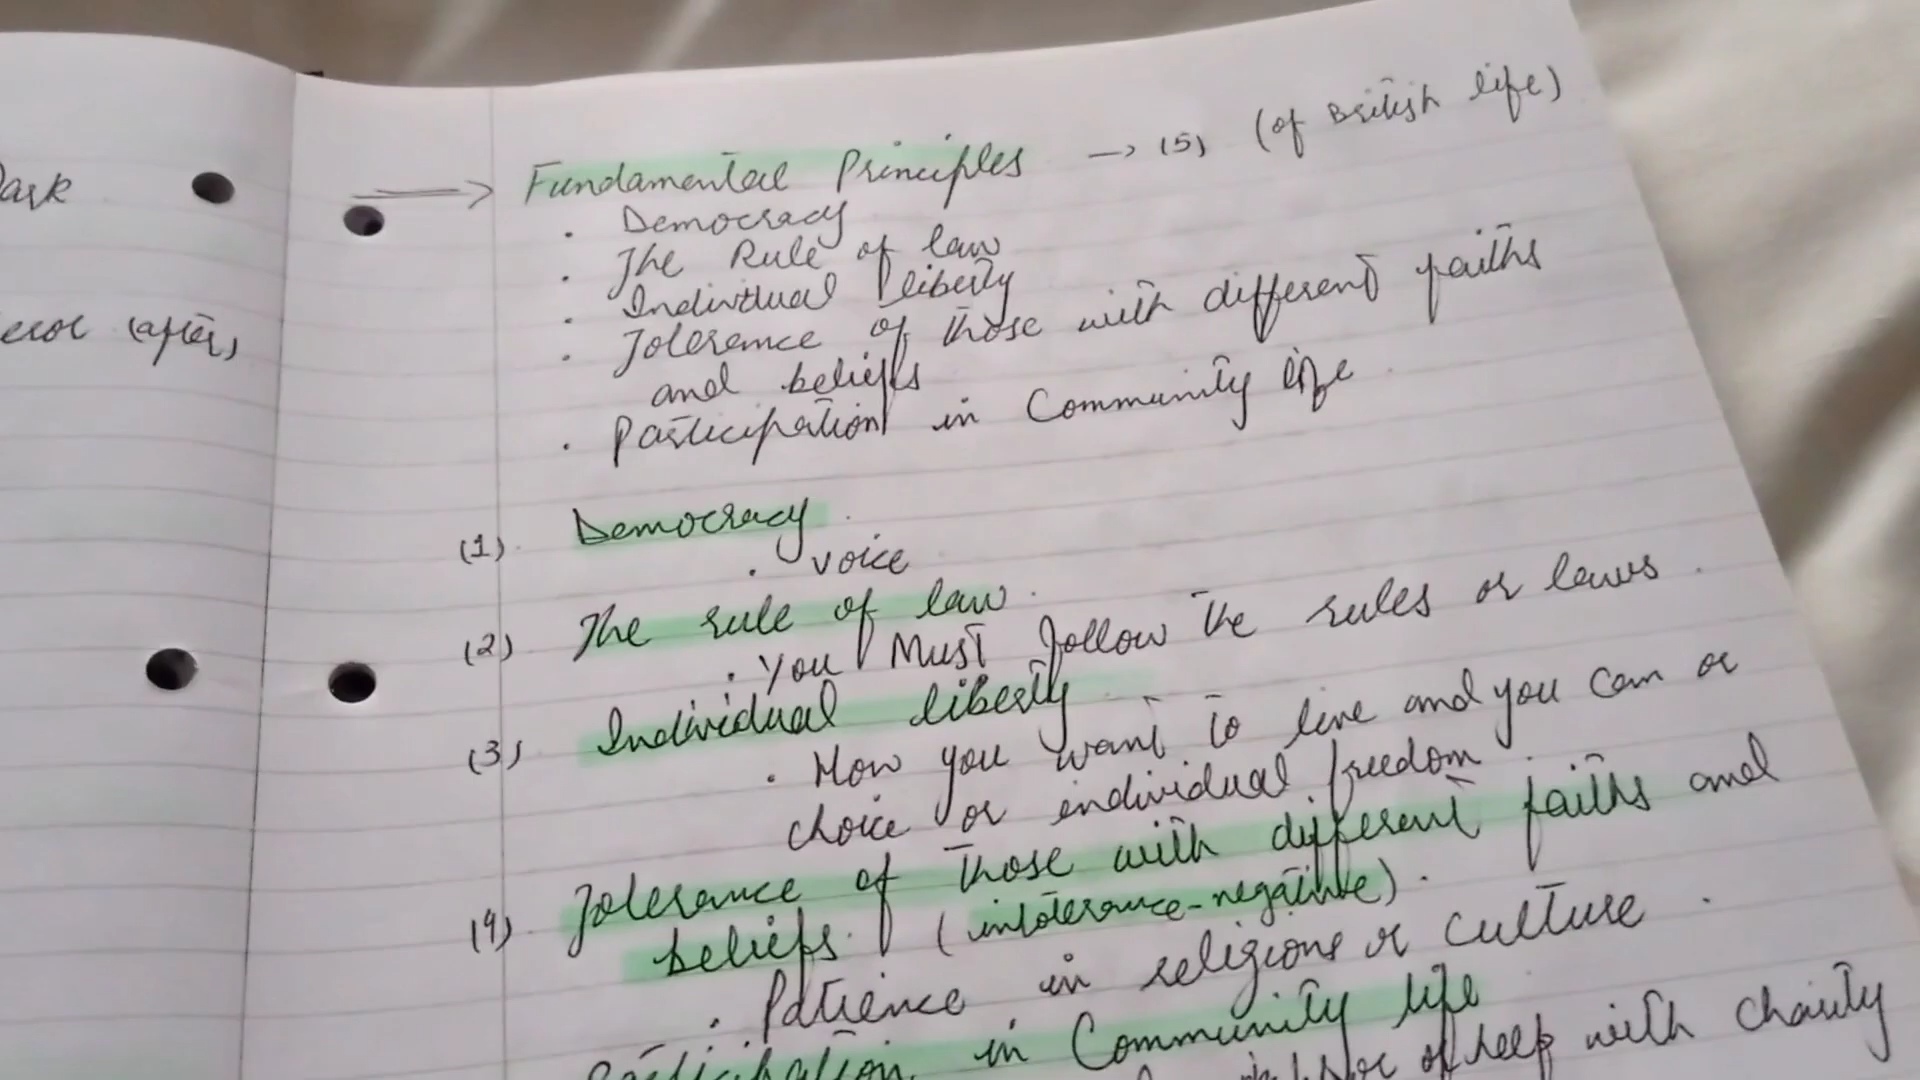 Dark
(after)
⟹ Fundamental Principles → (5) (of British life)
. Democracy
. The Rule of law
. Individual liberty
. Tolerance of those with different faiths
and beliefs
. Participation in Community life
(1). Democracy.
. voice
(2) The rule of law.
. You Must follow the rules or laws.
(3) Individual liberty
. How you want to live and you can or
choice or individual freedom.
(4) Tolerance of those with different faiths and
beliefs. (intolerance-negative).
. Patience in religions or culture.
Participation in Community life
or help with charity